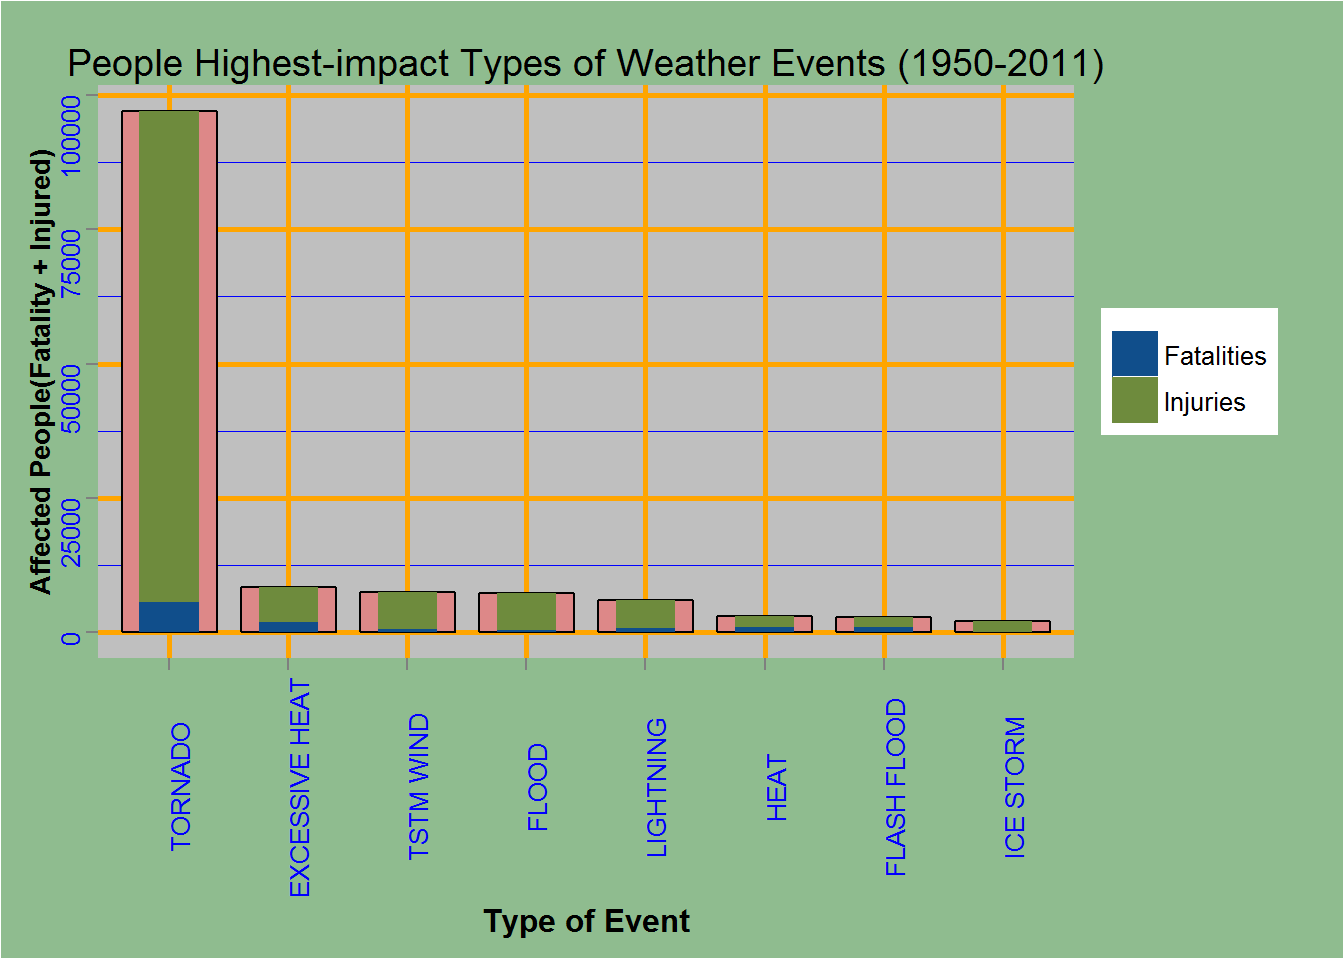 People Highest-impact Types of Weather Events (1950-2011)
Affected People(Fatality + Injured)
100000
75000
50000
25000
0
Fatalities
Injuries
TORNADO
EXCESSIVE HEAT
TSTM WIND
FLOOD
LIGHTNING
HEAT
FLASH FLOOD
ICE STORM
Type of Event